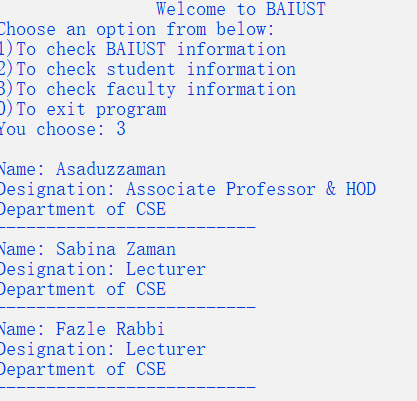 Welcome to BAIUST
Choose an option from below:
1)To check BAIUST information
2)To check student information
3)To check faculty information
0)To exit program
You choose: 3
Name: Asaduzzaman
Designation: Associate Professor & HOD
Department of CSE
--------------------------
Name: Sabina Zaman
Designation: Lecturer
Department of CSE
--------------------------
Name: Fazle Rabbi
Designation: Lecturer
Department of CSE
--------------------------